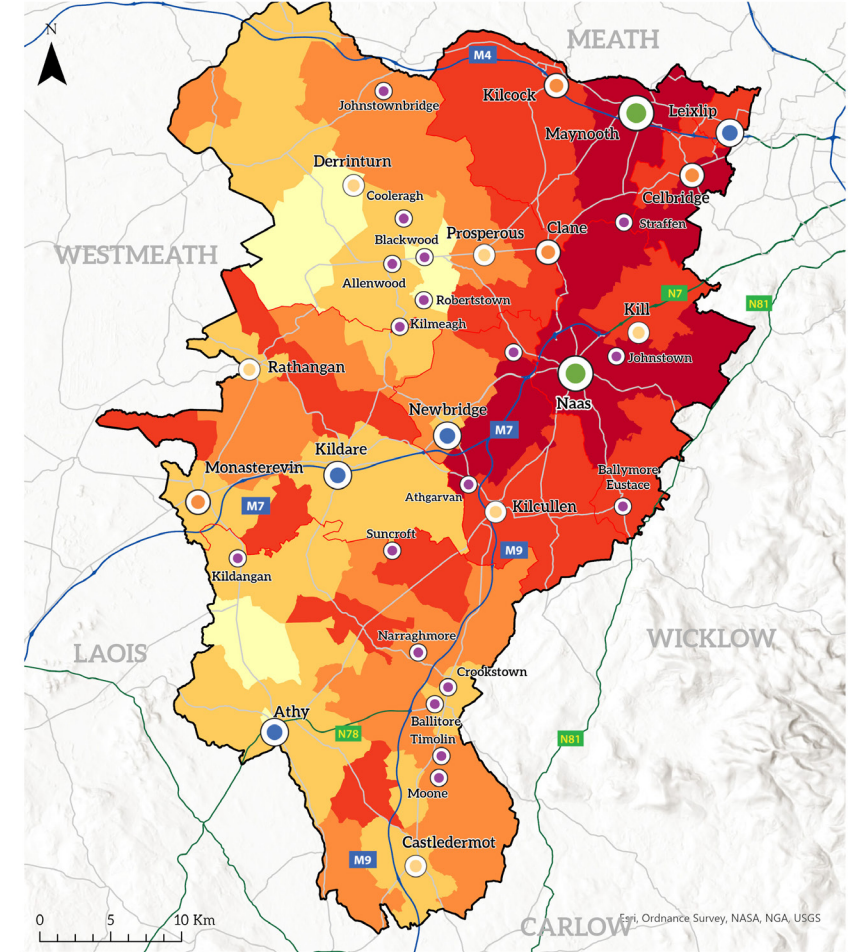 N
MEATH
M4
Kilcock
Johnstownbridge
Leixlip
Maynooth
Derrinturn
Cooleragh
Celbridge
Straffen
Prosperous
Clane
Blackwood
WESTMEATH
Allenwood
N7
N81
Robertstown
Kill
Kilmeagh
Johnstown
Rathangan
Naas
Newbridge
M7
Kildare
Monasterevin
Ballymore
Eustace
Athgarvan
M7
Kilcullen
Suncroft
M9
Kildangan
Narraghmore
WICKLOW
LAOIS
Crookstown
Athy
Ballitore
N78
Timolin
N81
Moone
Castledermot
M9
0 5 10 Km
CARLOW
Esri, Ordnance Survey, NASA, NGA, USGS